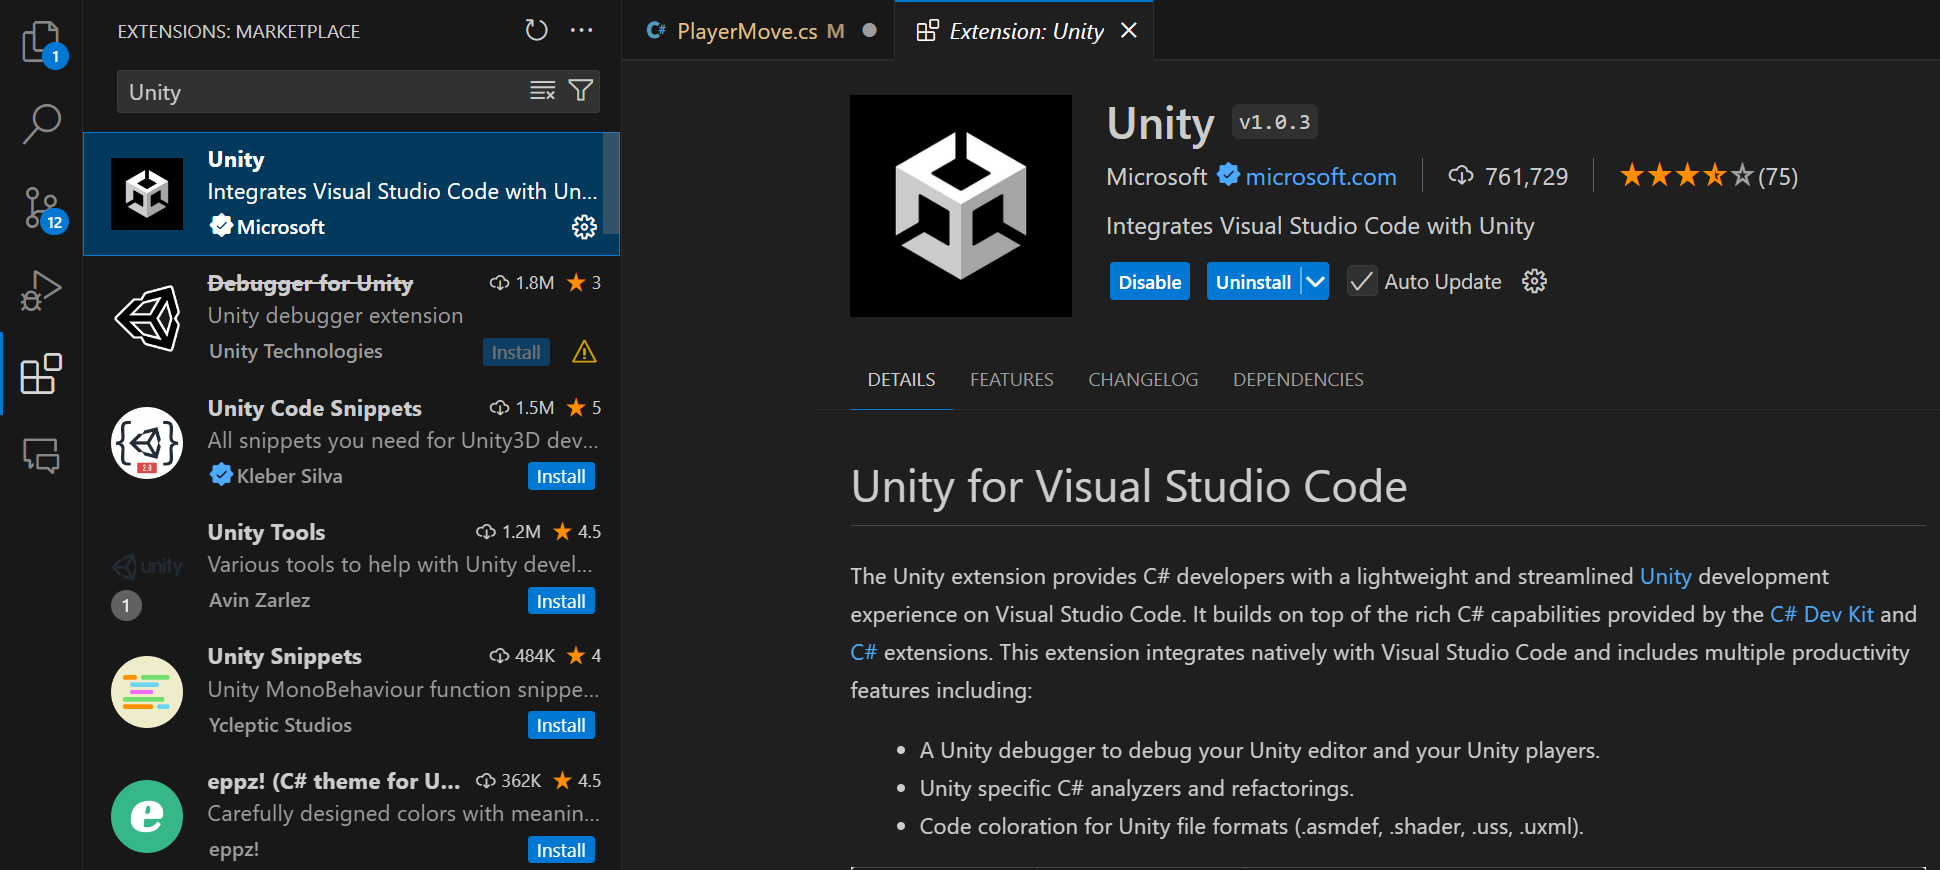 EXTENSIONS: MARKETPLACE
Unity
Unity
Integrates Visual Studio Code with Un...
Microsoft
Debugger for Unity
1.8M
3
Unity debugger extension
Unity Technologies
Install
Unity Code Snippets
1.5M
5
All snippets you need for Unity3D dev...
Kleber Silva
Install
2.0
Unity Tools
1.2M
4.5
Various tools to help with Unity devel...
Avin Zarlez
Install
unity
1
Unity Snippets
484K
4
Unity MonoBehaviour function snippe...
Ycleptic Studios
Install
eppz! (C# theme for U...
362K
4.5
Carefully designed colors with meanin...
eppz!
Install
e
1
12
C# PlayerMove.cs M
Extension: Unity
Unity v1.0.3
Microsoft microsoft.com
761,729
(75)
Integrates Visual Studio Code with Unity
Disable
Uninstall
Auto Update
DETAILS
FEATURES
CHANGELOG
DEPENDENCIES
Unity for Visual Studio Code
The Unity extension provides C# developers with a lightweight and streamlined Unity development
experience on Visual Studio Code. It builds on top of the rich C# capabilities provided by the C# Dev Kit and
C# extensions. This extension integrates natively with Visual Studio Code and includes multiple productivity
features including:
• A Unity debugger to debug your Unity editor and your Unity players.
• Unity specific C# analyzers and refactorings.
• Code coloration for Unity file formats (.asmdef, .shader, .uss, .uxml).